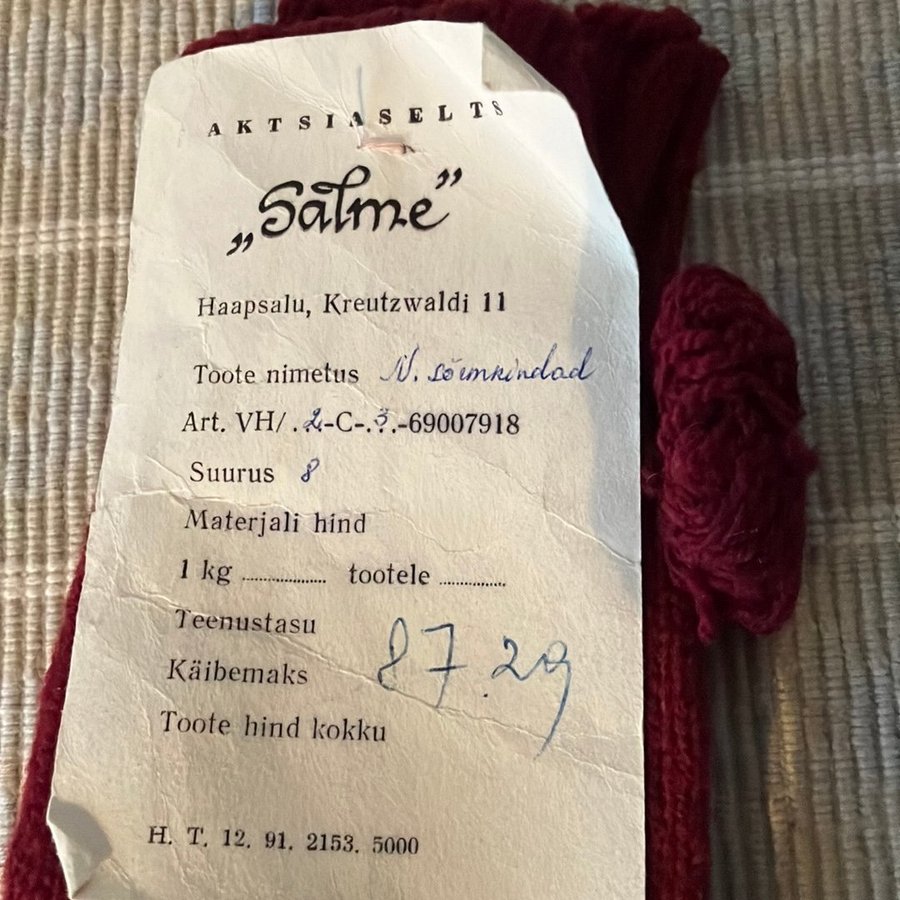 AKTSIASELTS
„Salme”
Haapsalu, Kreutzwaldi 11
Toote nimetus N. sõrmkindad
Art. VH/.2-C-.3.-69007918
Suurus 8
Materjali hind
1 kg ........... tootele ...........
Teenustasu
Käibemaks 87.29
Toote hind kokku
H. T. 12. 91. 2153. 5000